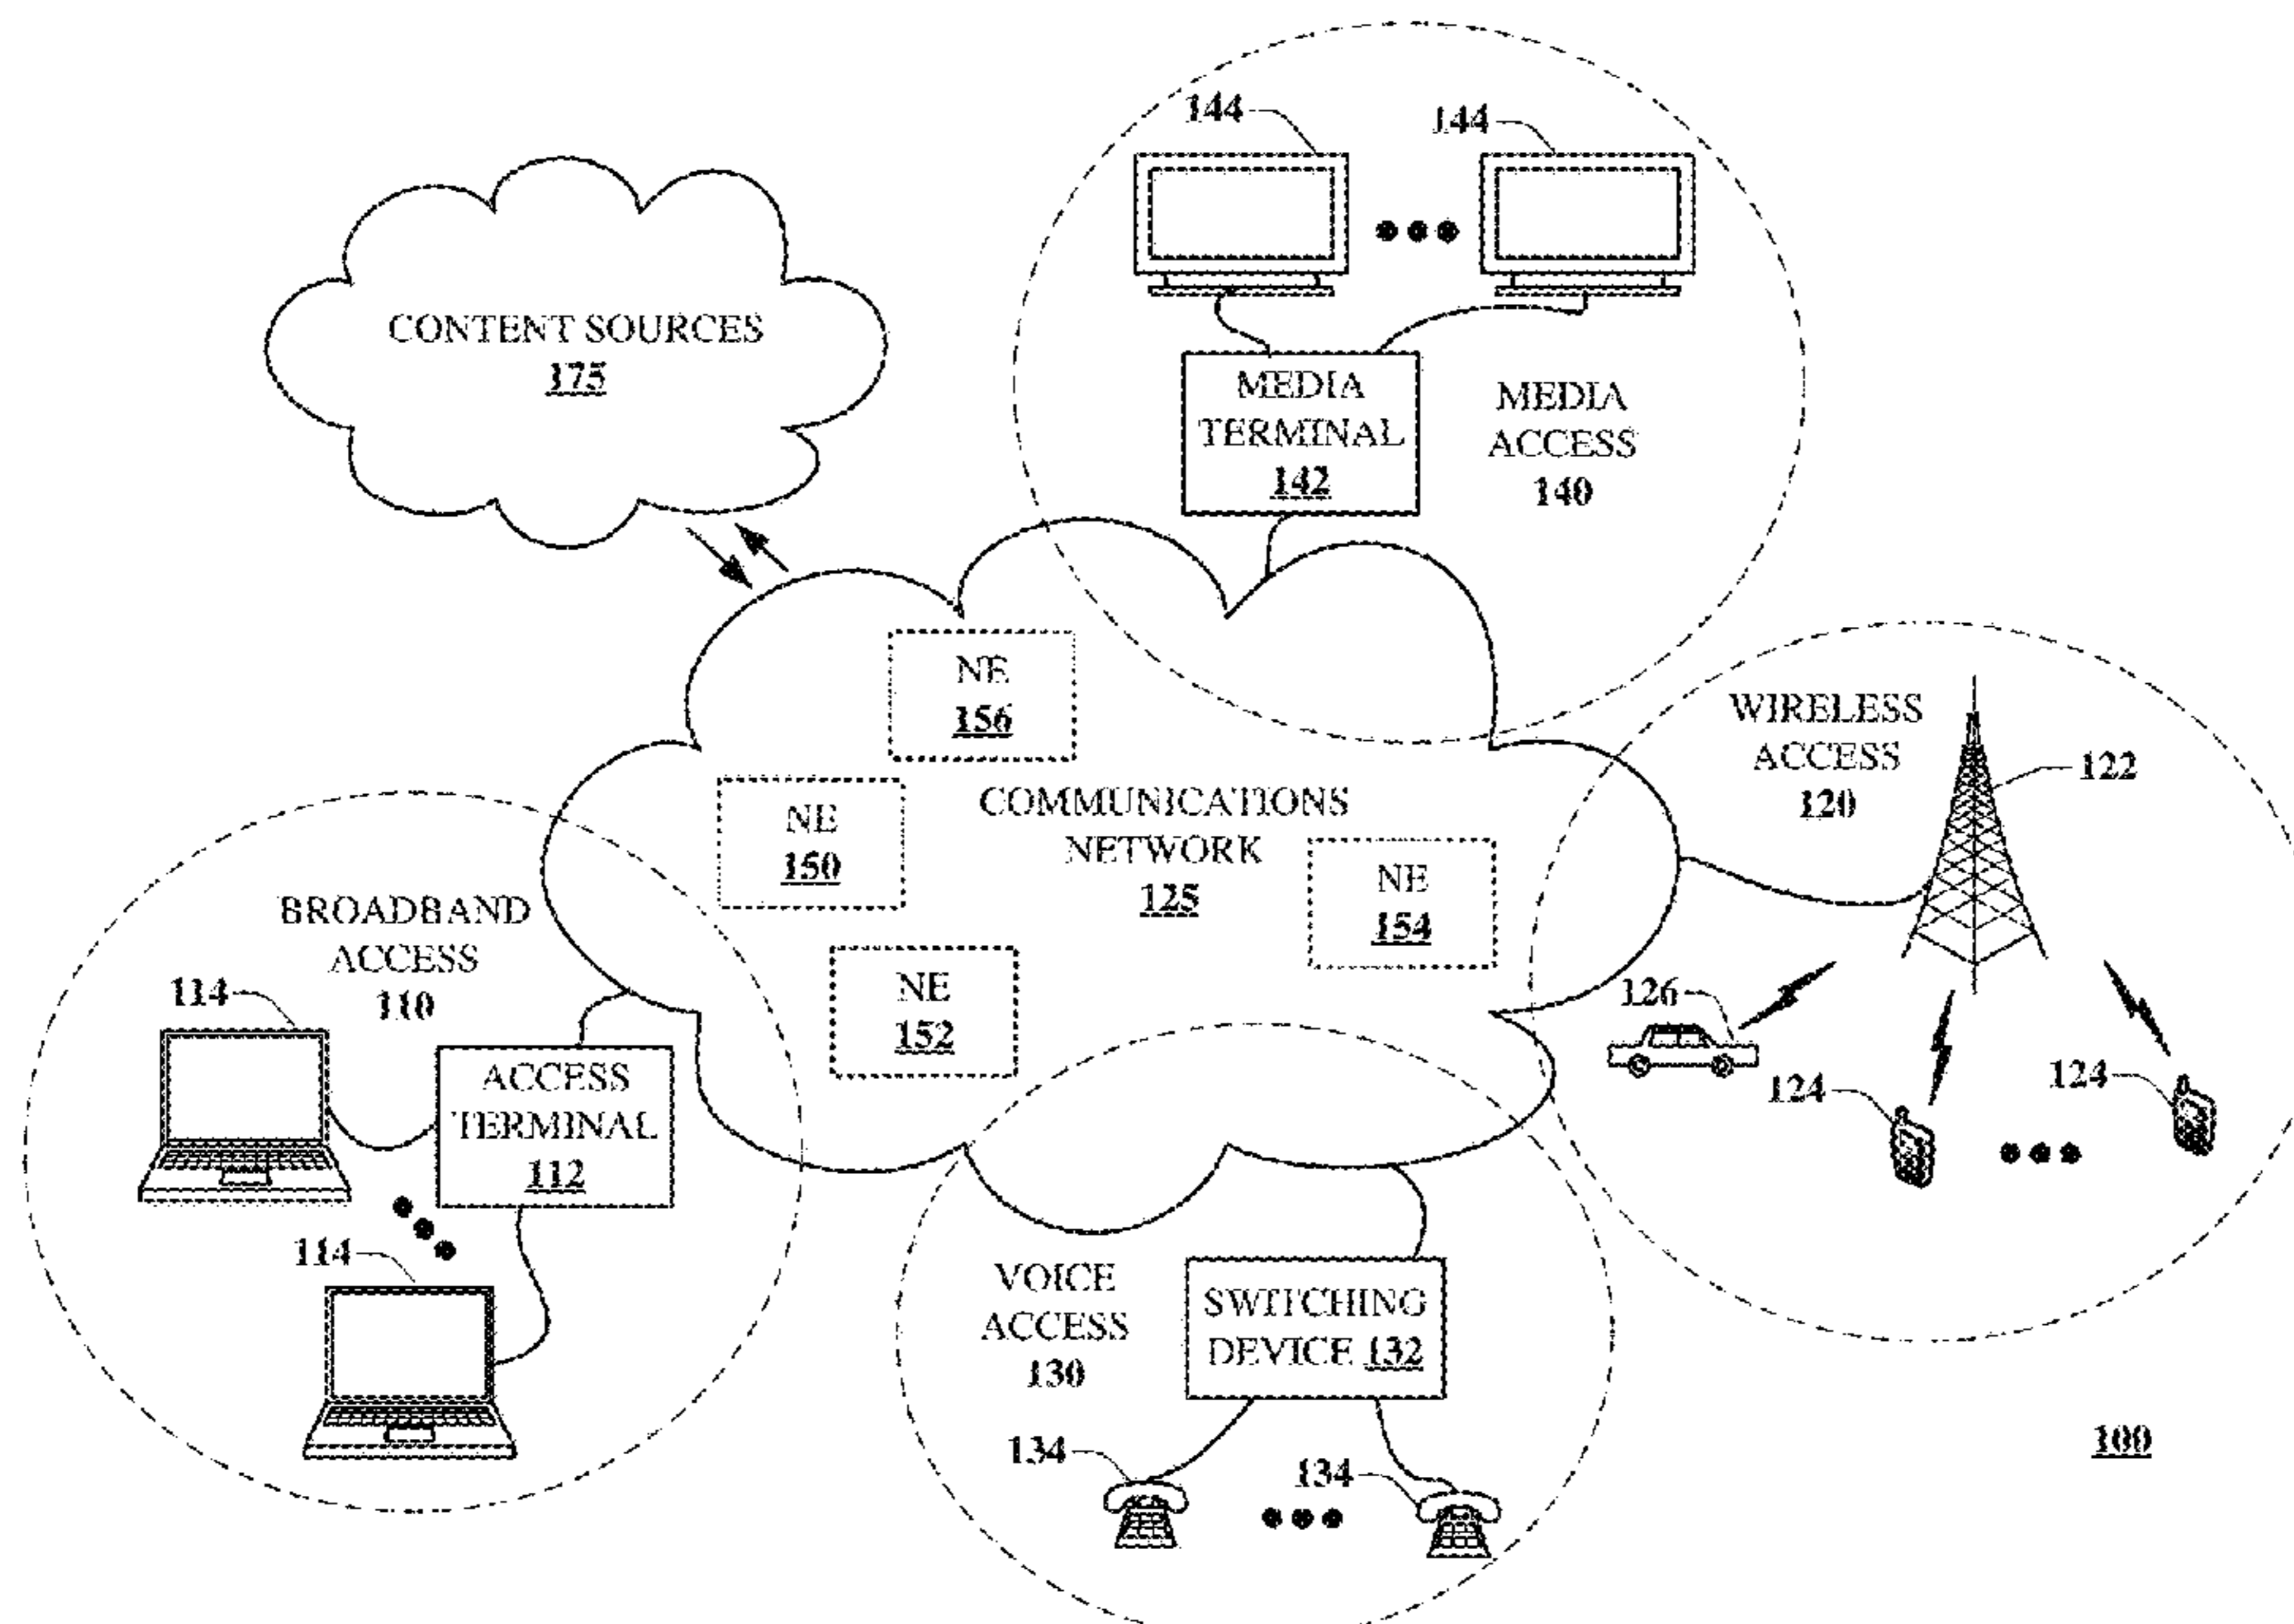 144
144
CONTENT SOURCES
175
MEDIA
TERMINAL
142
MEDIA
ACCESS
140
NE
156
WIRELESS
ACCESS
120
122
NE
150
COMMUNICATIONS
NETWORK
125
NE
154
BROADBAND
ACCESS
110
114
NE
152
126
124
124
ACCESS
TERMINAL
112
114
VOICE
ACCESS
130
SWITCHING
DEVICE 132
134
134
100